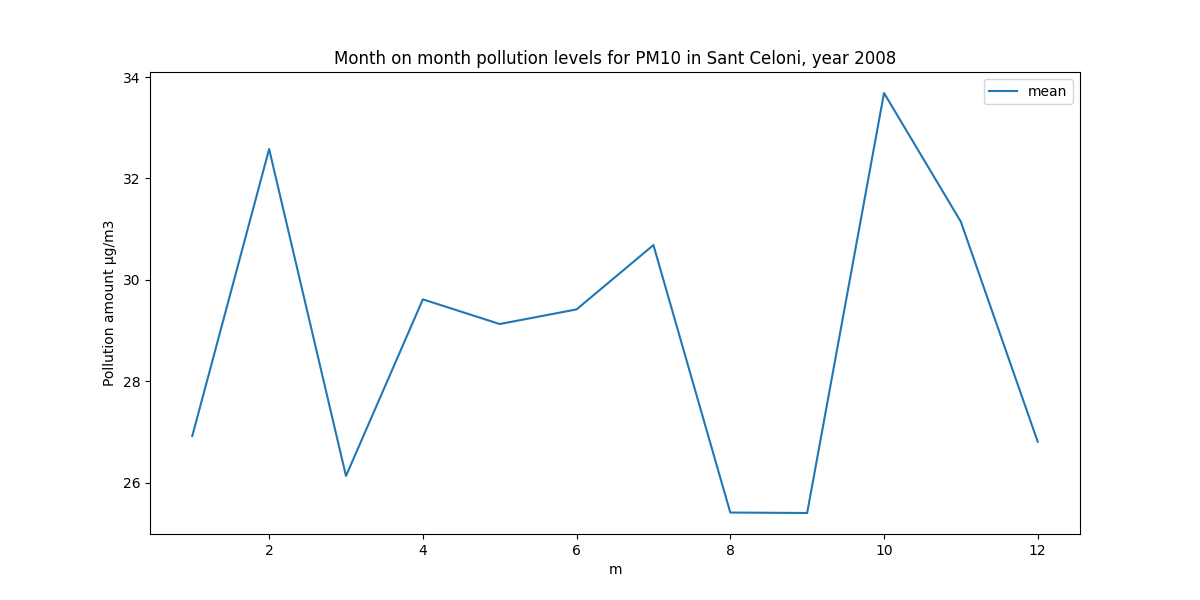 Month on month pollution levels for PM10 in Sant Celoni, year 2008
mean
Pollution amount µg/m3
34
32
30
28
26
2 4 6 8 10 12
m